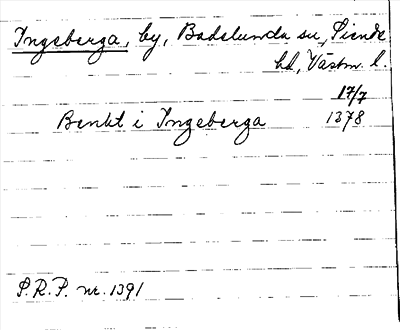 Ingeberga, by, Badelunda sn, Siende
hd, Västm. l.
17/7
Benkt i Ingeberga 1378
P.R.P. nr. 1391